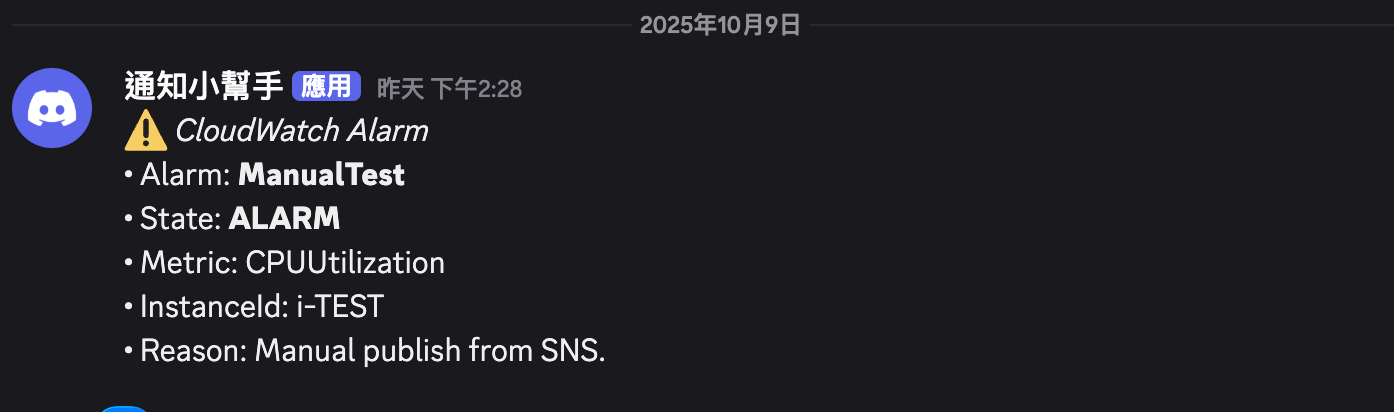 2025年10月9日
通知小幫手 應用 昨天 下午2:28
⚠️ CloudWatch Alarm
• Alarm: ManualTest
• State: ALARM
• Metric: CPUUtilization
• InstanceId: i-TEST
• Reason: Manual publish from SNS.